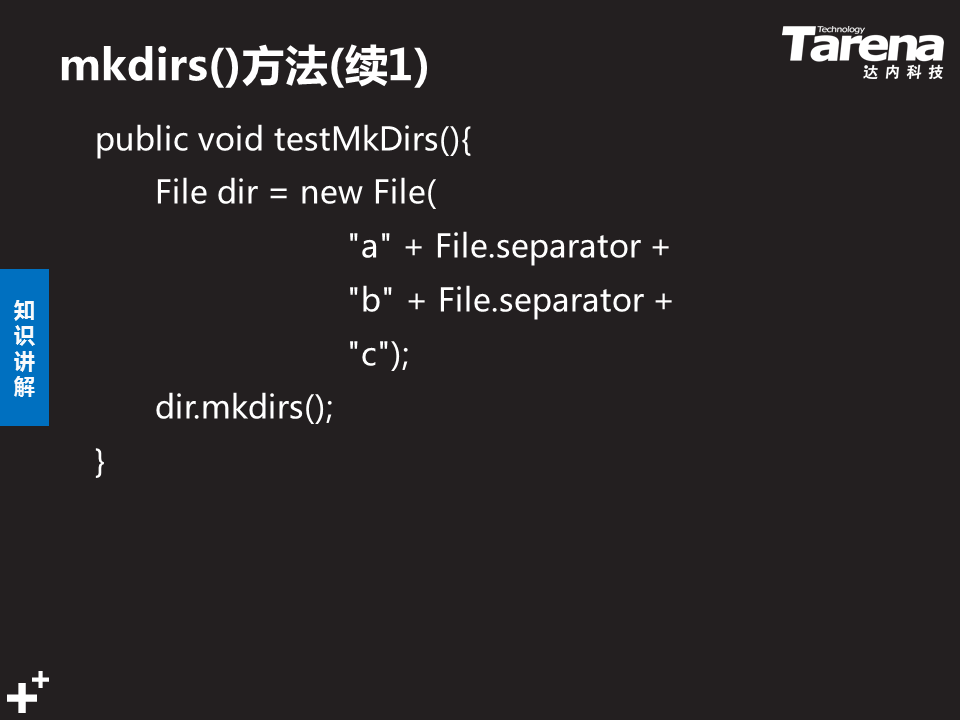 mkdirs()方法(续1)
Technology
Tarena
达内科技
public void testMkDirs(){
File dir = new File(
"a" + File.separator +
"b" + File.separator +
"c");
dir.mkdirs();
}
知
识
讲
解